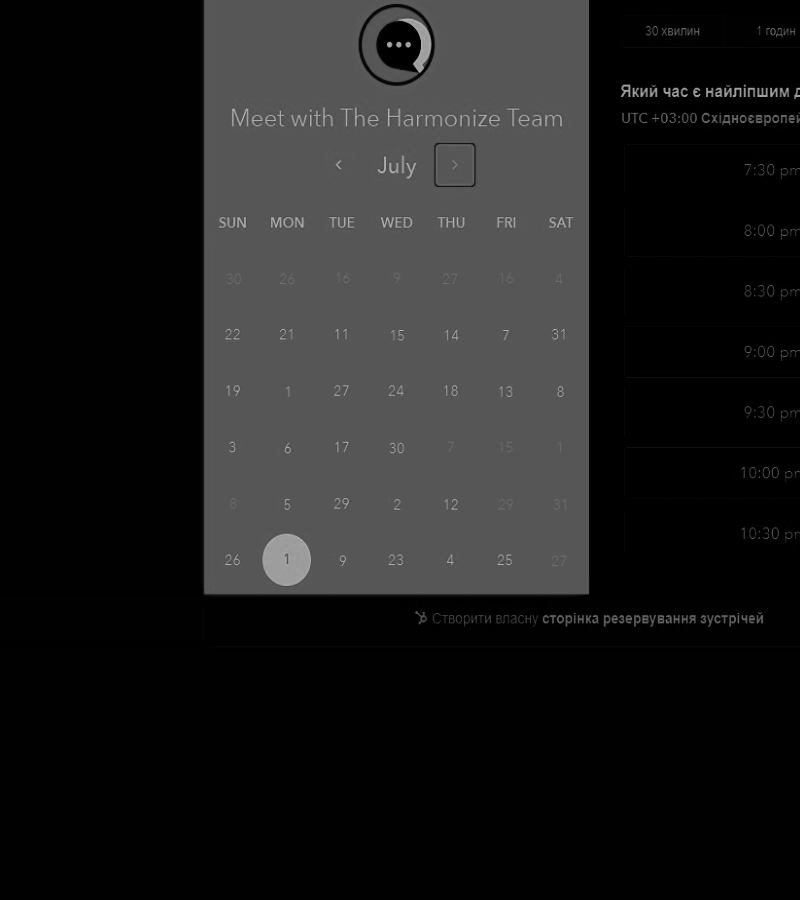 Meet with The Harmonize Team
July
SUN MON TUE WED THU FRI SAT
30 26 16 9 27 16 4
22 21 11 15 14 7 31
19 1 27 24 18 13 8
3 6 17 30 7 15 1
8 5 29 2 12 29 31
26 1 9 23 4 25 27
30 хвилин 1 годин
Який час є найліпшим д
UTC +03:00 Східноєвропей
7:30 pm
8:00 pm
8:30 pm
9:00 pm
9:30 pm
10:00 pm
10:30 pm
Створити власну сторінка резервування зустрічей